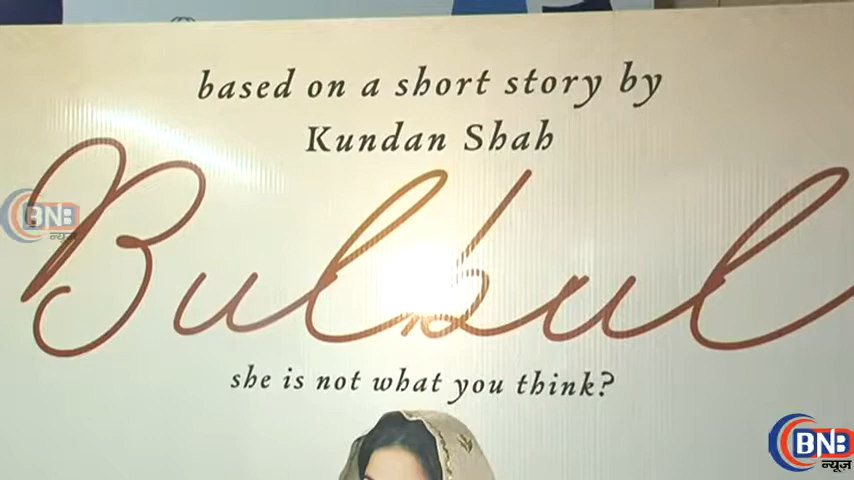 based on a short story by
Kundan Shah
Bulbul
she is not what you think?
BNB
न्यूज़
BNB
न्यूज़